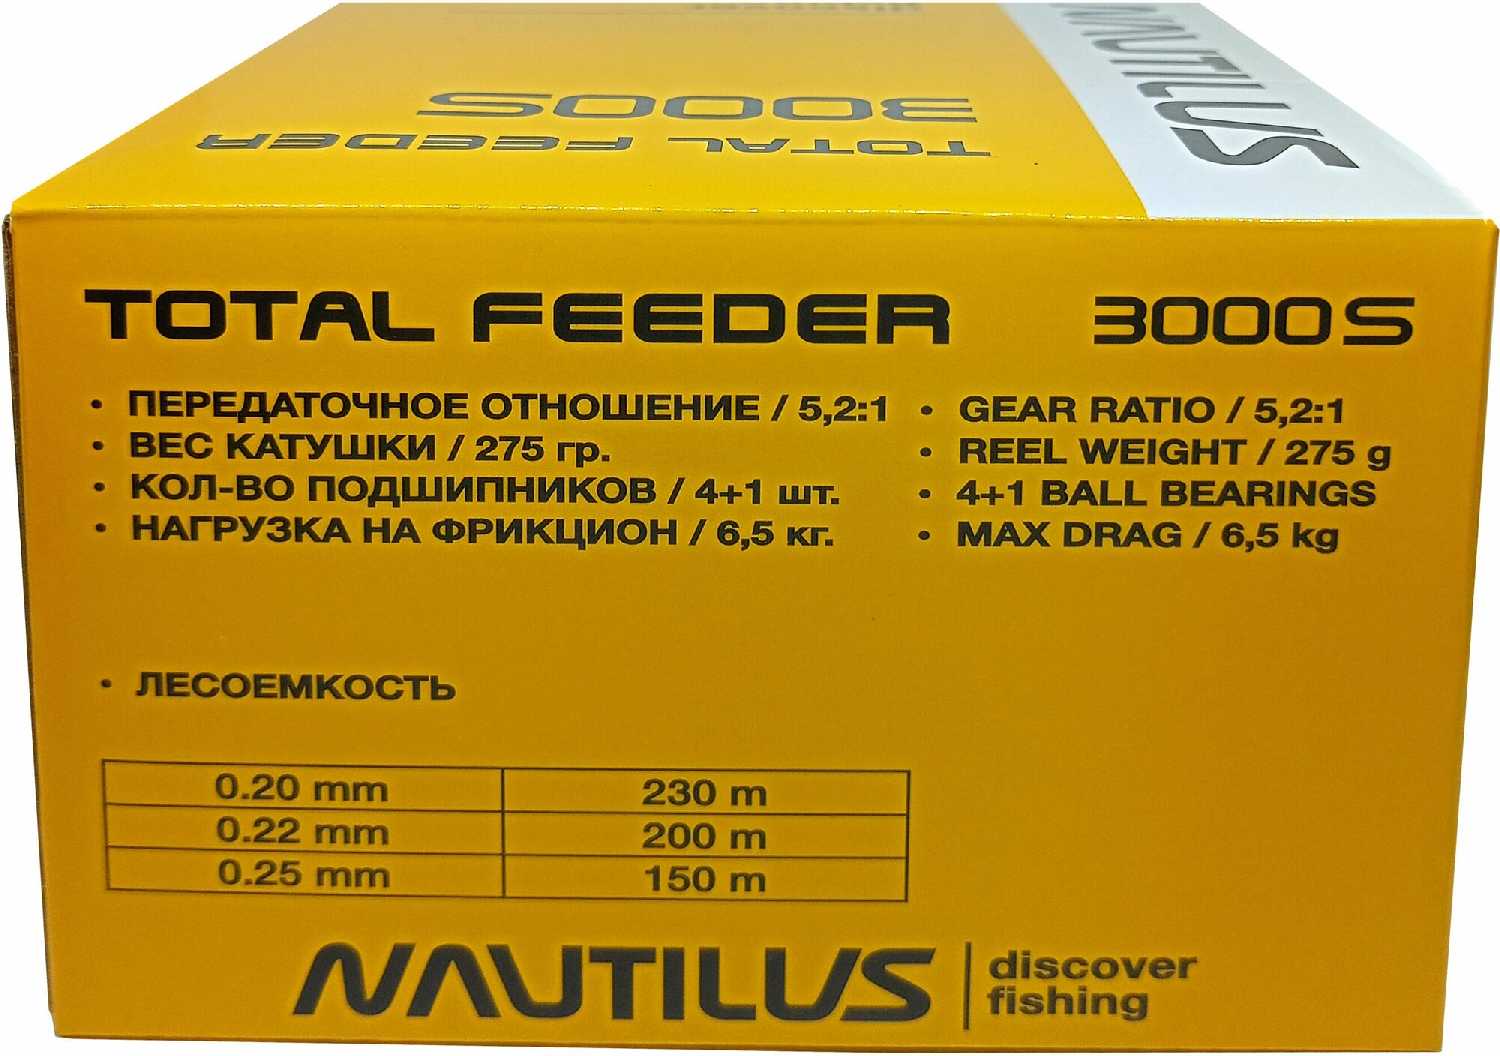 NAUTILUS
3000S
TOTAL FEEDER
TOTAL FEEDER 3000S
• ПЕРЕДАТОЧНОЕ ОТНОШЕНИЕ / 5,2:1
• ВЕС КАТУШКИ / 275 гр.
• КОЛ-ВО ПОДШИПНИКОВ / 4+1 шт.
• НАГРУЗКА НА ФРИКЦИОН / 6,5 кг.
• GEAR RATIO / 5,2:1
• REEL WEIGHT / 275 g
• 4+1 BALL BEARINGS
• MAX DRAG / 6,5 kg
• ЛЕСОЕМКОСТЬ
0.20 mm 230 m
0.22 mm 200 m
0.25 mm 150 m
NAUTILUS
discover
fishing